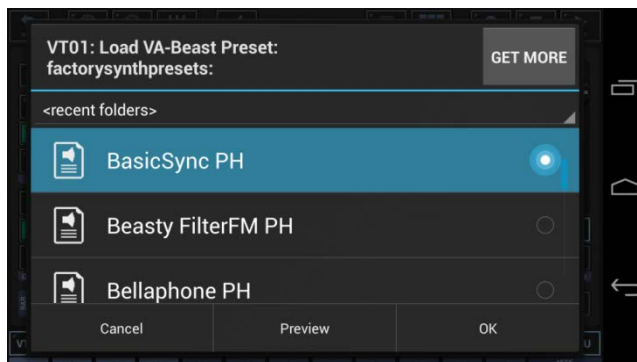 VT01: Load VA-Beast Preset:
factorysynthpresets:
GET MORE
<recent folders>
BasicSync PH
Beasty FilterFM PH
Bellaphone PH
Cancel
Preview
OK